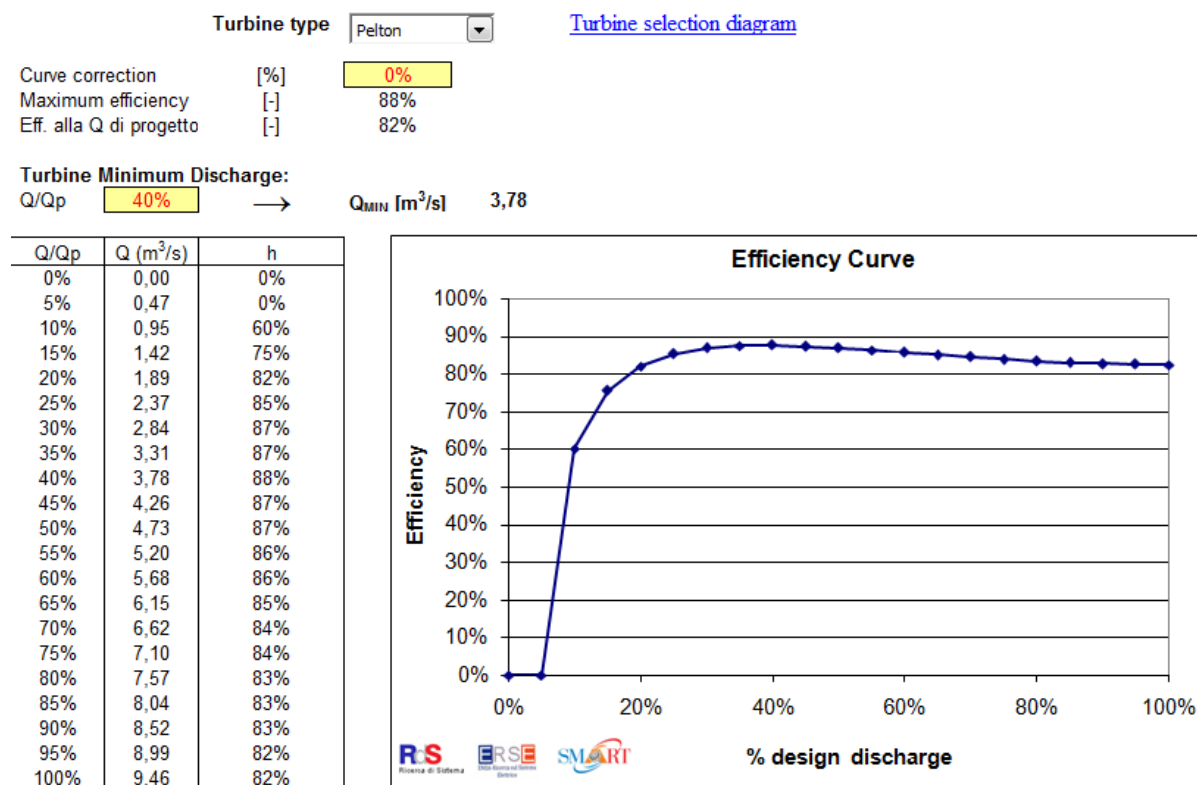 Turbine type Pelton Turbine selection diagram
Curve correction [%] 0%
Maximum efficiency [-] 88%
Eff. alla Q di progetto [-] 82%
Turbine Minimum Discharge:
Q/Qp 40% → QMIN [m³/s] 3,78
Q/Qp Q (m³/s) h
0% 0,00 0%
5% 0,47 0%
10% 0,95 60%
15% 1,42 75%
20% 1,89 82%
25% 2,37 85%
30% 2,84 87%
35% 3,31 87%
40% 3,78 88%
45% 4,26 87%
50% 4,73 87%
55% 5,20 86%
60% 5,68 86%
65% 6,15 85%
70% 6,62 84%
75% 7,10 84%
80% 7,57 83%
85% 8,04 83%
90% 8,52 83%
95% 8,99 82%
100% 9,46 82%
Efficiency Curve
100%
90%
80%
70%
60%
50%
40%
30%
20%
10%
0%
Efficiency
0% 20% 40% 60% 80% 100%
% design discharge
RdS
Ricerca di Sistema
ERSE
SMART